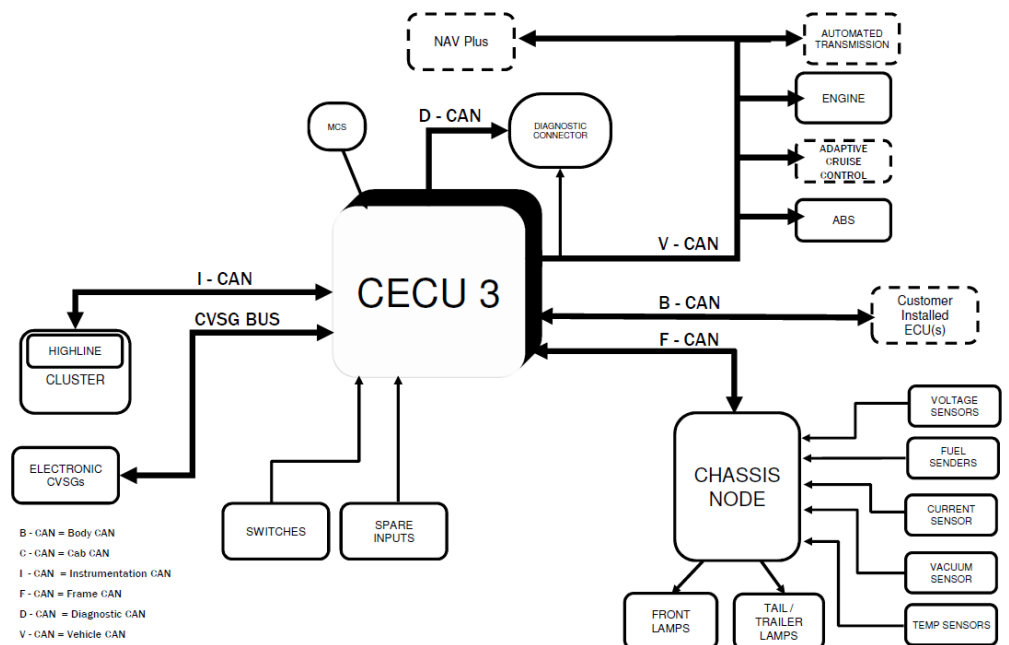 NAV Plus
AUTOMATED
TRANSMISSION
ENGINE
ADAPTIVE
CRUISE
CONTROL
ABS
MCS
D - CAN
DIAGNOSTIC
CONNECTOR
V - CAN
I - CAN
CECU 3
B - CAN
Customer
Installed
ECU(s)
CVSG BUS
F - CAN
HIGHLINE
CLUSTER
ELECTRONIC
CVSGs
SWITCHES
SPARE
INPUTS
CHASSIS
NODE
VOLTAGE
SENSORS
FUEL
SENDERS
CURRENT
SENSOR
VACUUM
SENSOR
TEMP SENSORS
FRONT
LAMPS
TAIL /
TRAILER
LAMPS
B - CAN = Body CAN
C - CAN = Cab CAN
I - CAN = Instrumentation CAN
F - CAN = Frame CAN
D - CAN = Diagnostic CAN
V - CAN = Vehicle CAN